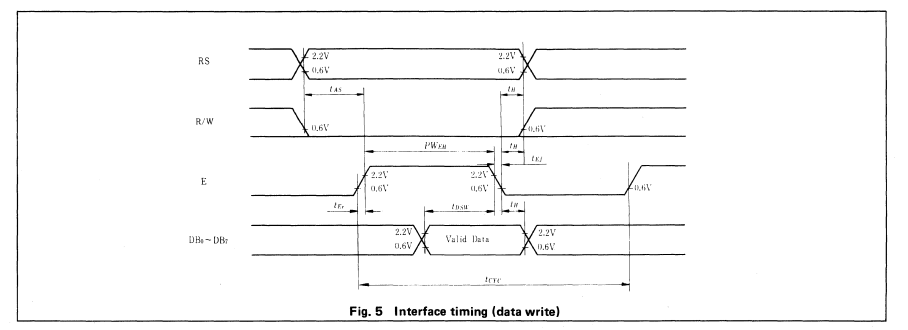 RS
2.2V
0.6V
2.2V
0.6V
tAS
tH
R/W
0.6V
0.6V
PWEH
tH
tEf
E
2.2V
0.6V
2.2V
0.6V
0.6V
tEr
tDSW
tH
DB0~DB7
2.2V
0.6V
Valid Data
2.2V
0.6V
tCYC
Fig. 5 Interface timing (data write)